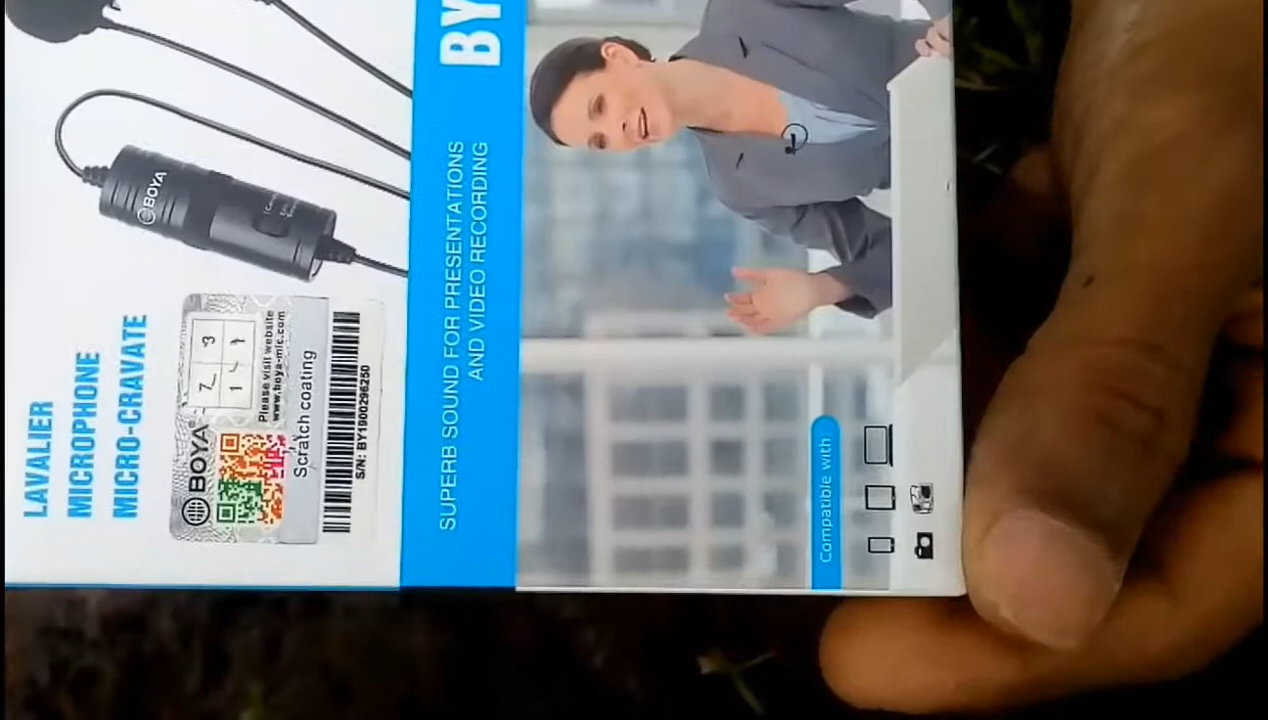 LAVALIER
MICROPHONE
MICRO-CRAVATE
BOYA
BOYA
Please visit website
www.boya-mic.com
Scratch coating
S/N: BY1900296250
BY
SUPERB SOUND FOR PRESENTATIONS
AND VIDEO RECORDING
Compatible with